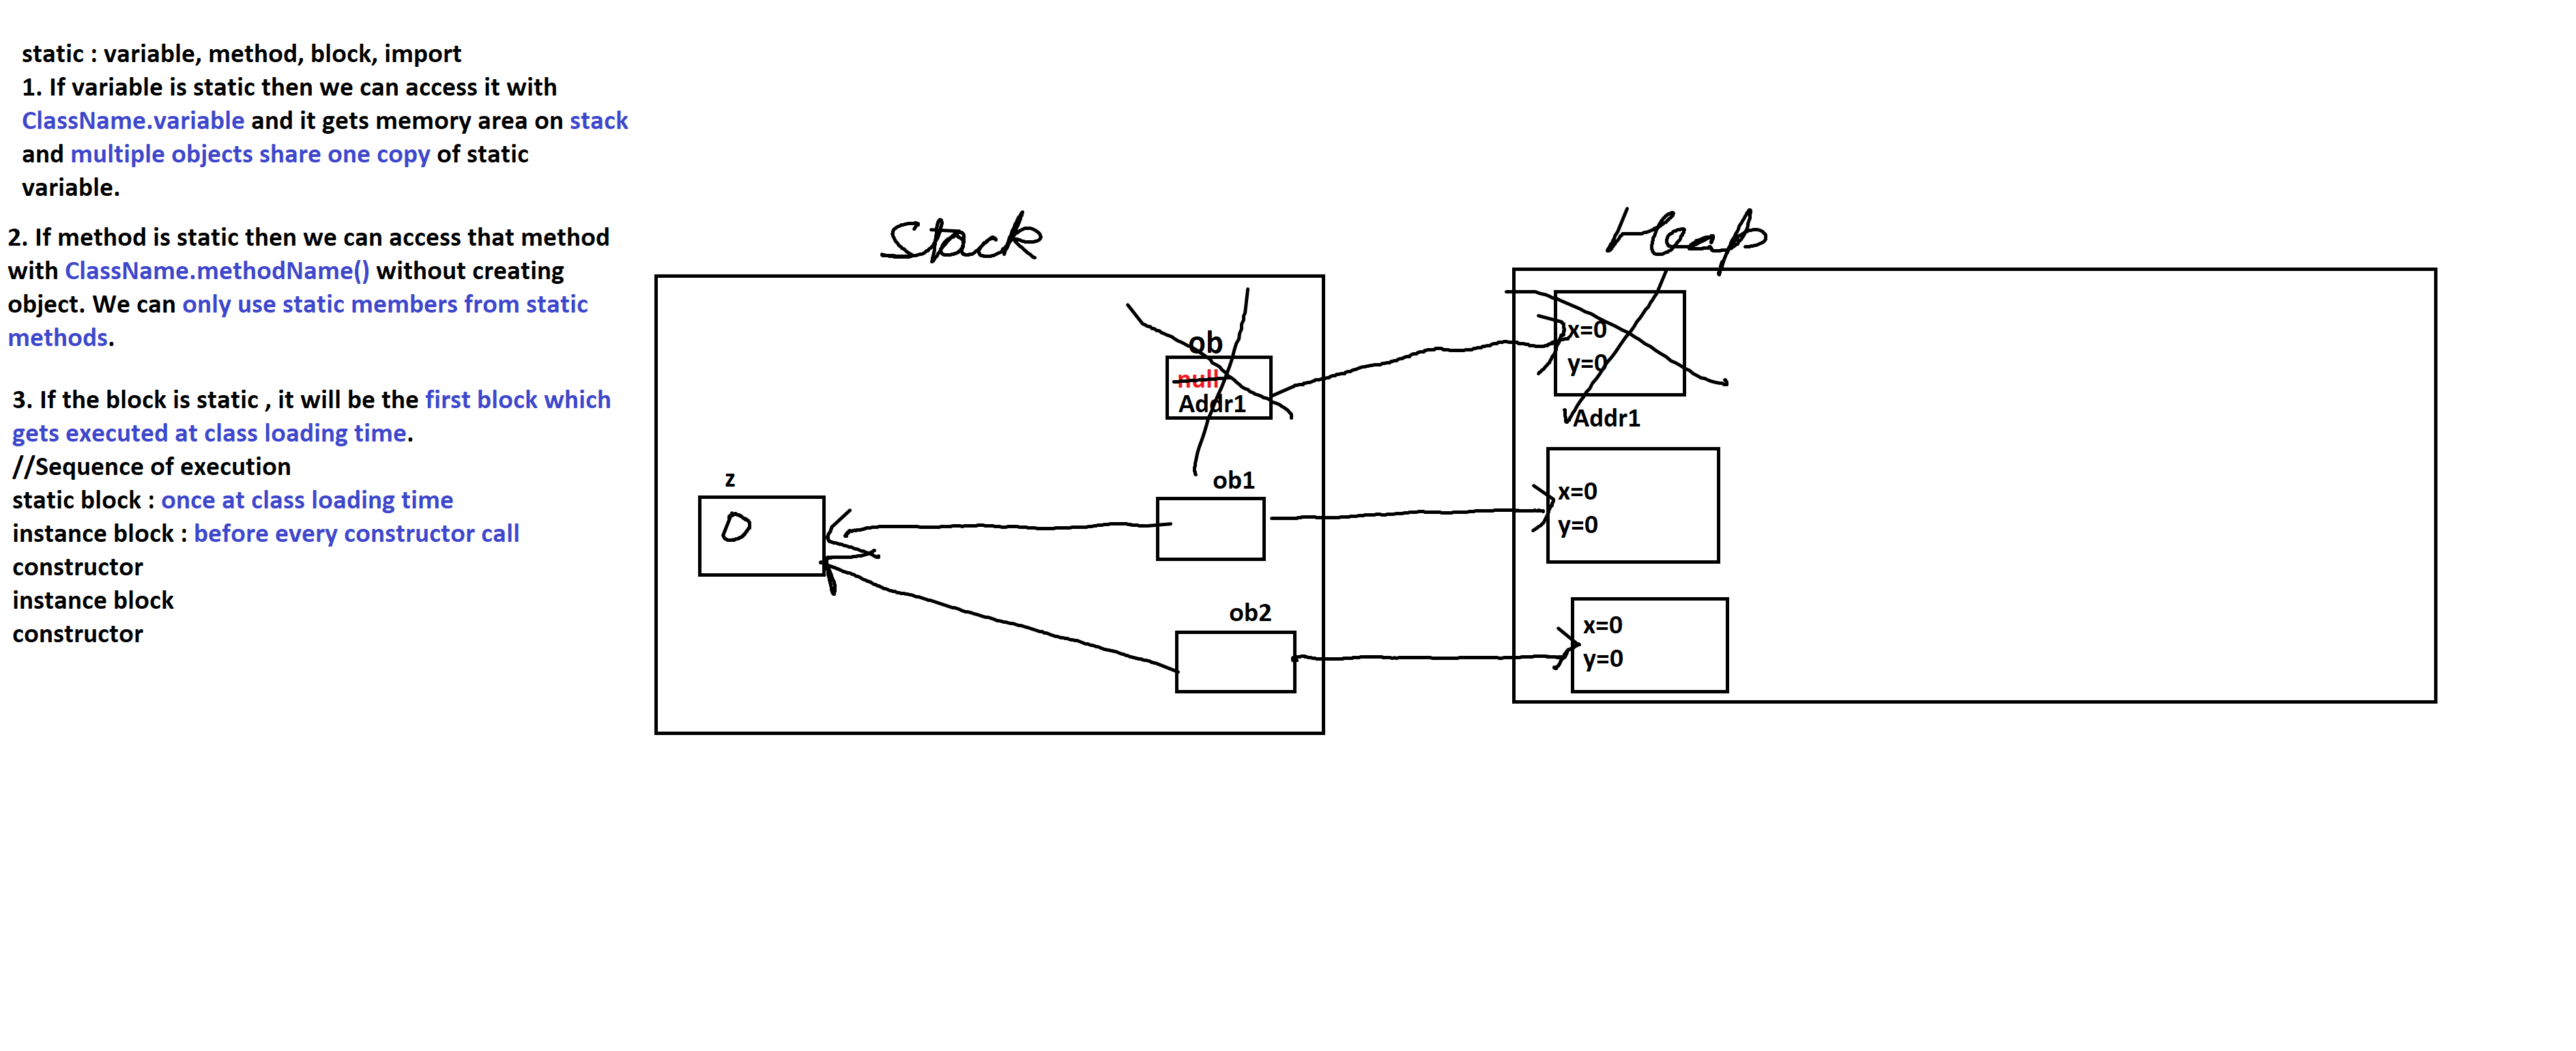 static : variable, method, block, import
1. If variable is static then we can access it with
ClassName.variable and it gets memory area on stack
and multiple objects share one copy of static
variable.
2. If method is static then we can access that method
with ClassName.methodName() without creating
object. We can only use static members from static
methods.
3. If the block is static , it will be the first block which
gets executed at class loading time.
//Sequence of execution
static block : once at class loading time
instance block : before every constructor call
constructor
instance block
constructor
Stack
ob
null
Addr1
z
0
ob1
ob2
Heap
x=0
y=0
Addr1
x=0
y=0
x=0
y=0